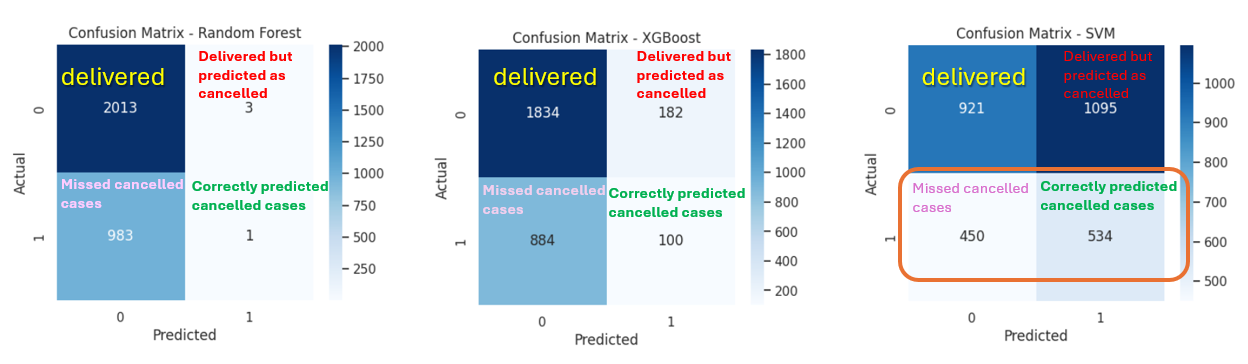 Confusion Matrix - Random Forest
2000
Delivered but
predicted as
cancelled
delivered
1750
1500
0
2013
3
1250
Actual
1000
Missed cancelled
cases
Correctly predicted
cancelled cases
750
1
983
1
500
250
0
1
Predicted
Confusion Matrix - XGBoost
1800
Delivered but
predicted as
cancelled
delivered
1600
1400
0
1834
182
1200
Actual
1000
Missed cancelled
cases
Correctly predicted
cancelled cases
800
600
1
884
100
400
200
0
1
Predicted
Confusion Matrix - SVM
Delivered but
predicted as
cancelled
delivered
1000
0
921
1095
900
Actual
800
Missed cancelled
cases
Correctly predicted
cancelled cases
700
1
450
534
600
500
0
1
Predicted